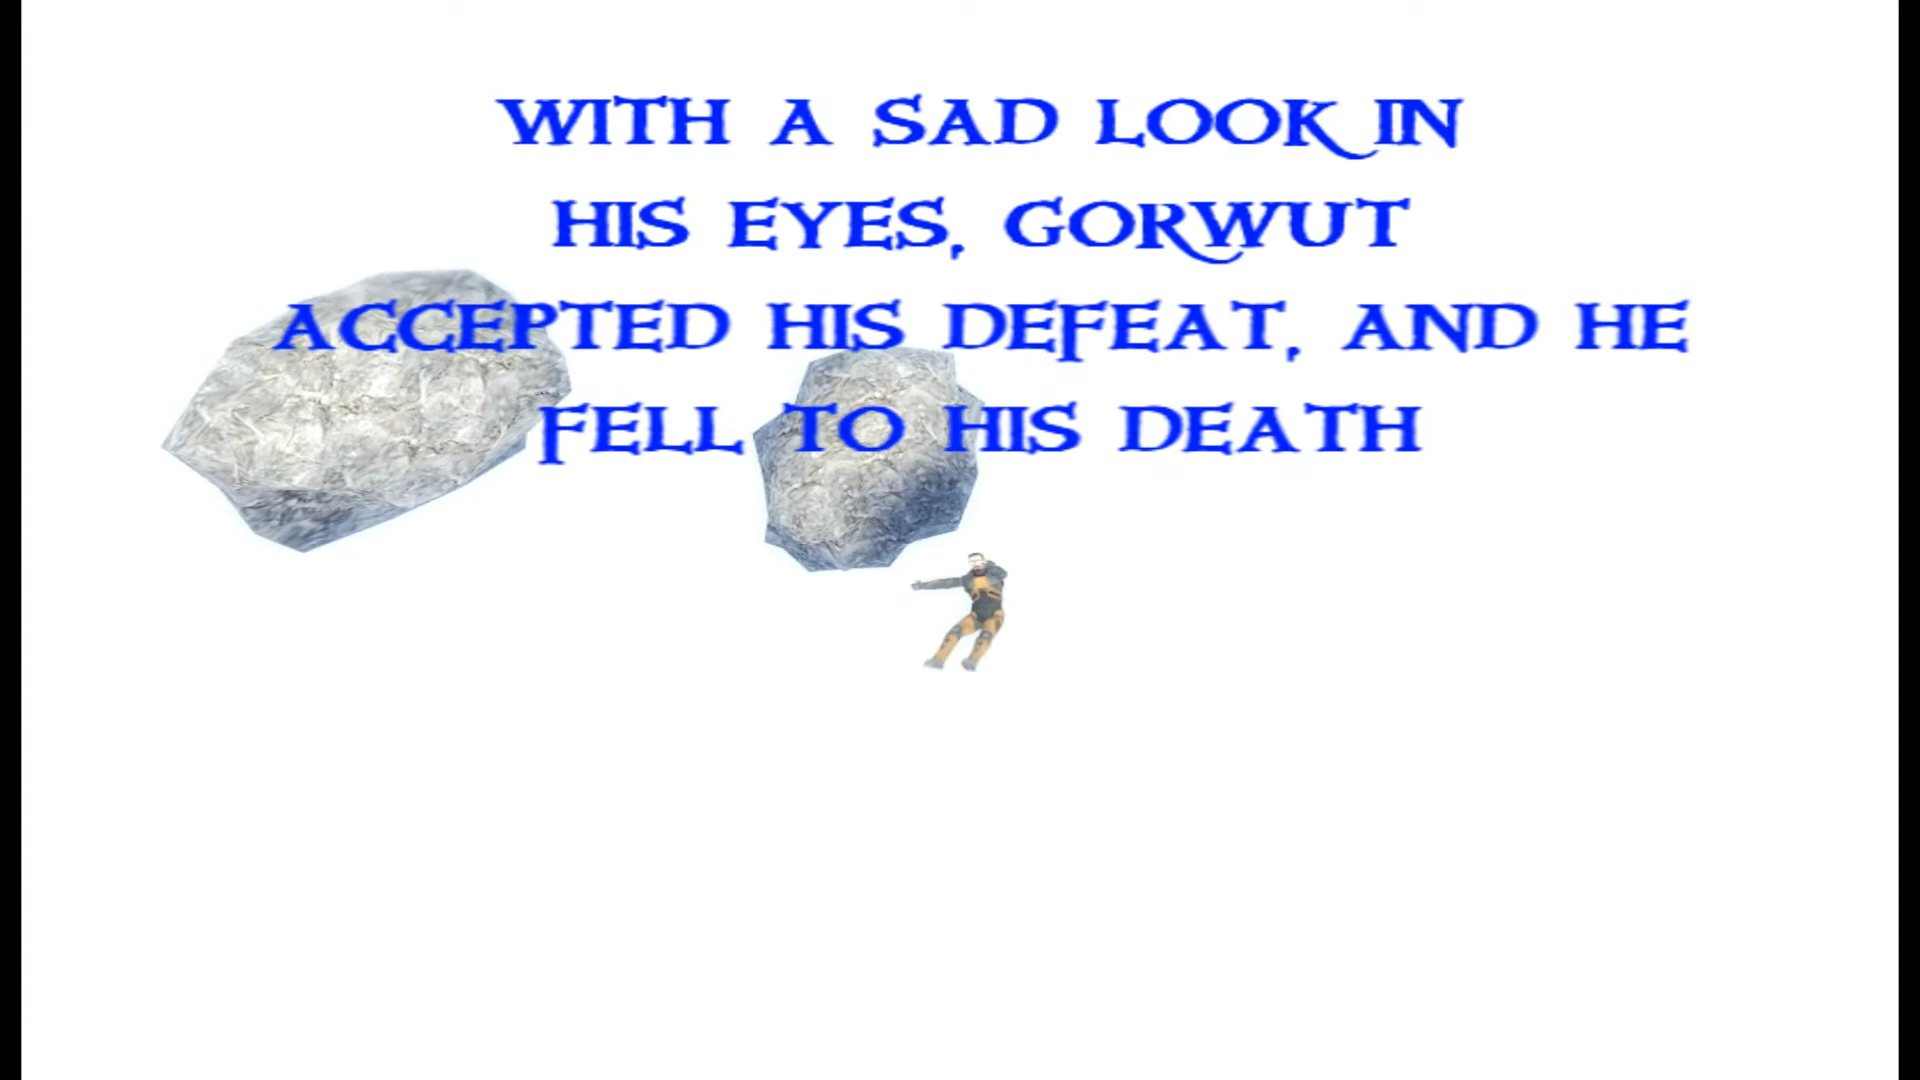 WITH A SAD LOOK IN
HIS EYES, GORWUT
ACCEPTED HIS DEFEAT, AND HE
FELL TO HIS DEATH